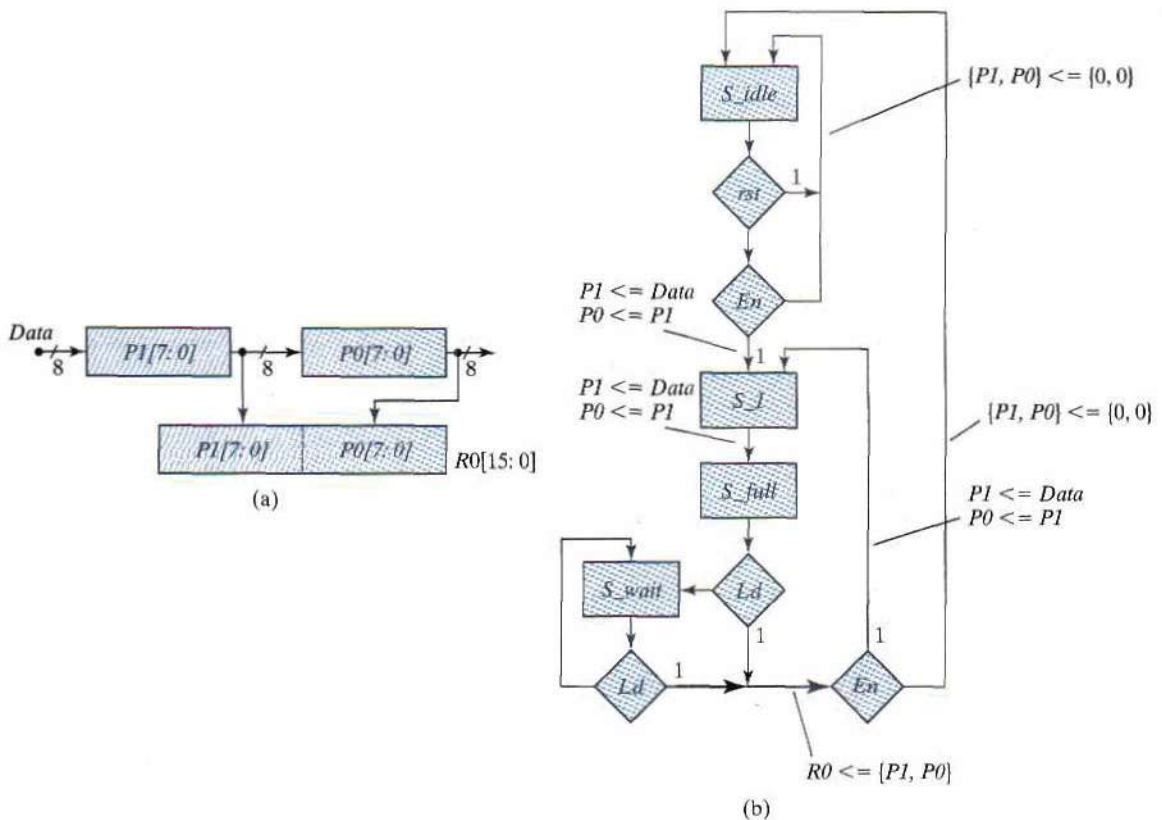 S_idle
{P1, P0} <= {0, 0}
rst
1
En
P1 <= Data
P0 <= P1
1
Data
8
P1[7: 0]
8
P0[7: 0]
8
P1[7: 0]
P0[7: 0]
R0[15: 0]
(a)
P1 <= Data
P0 <= P1
S_1
{P1, P0} <= {0, 0}
S_full
P1 <= Data
P0 <= P1
S_wait
Ld
1
1
Ld
1
En
R0 <= {P1, P0}
(b)